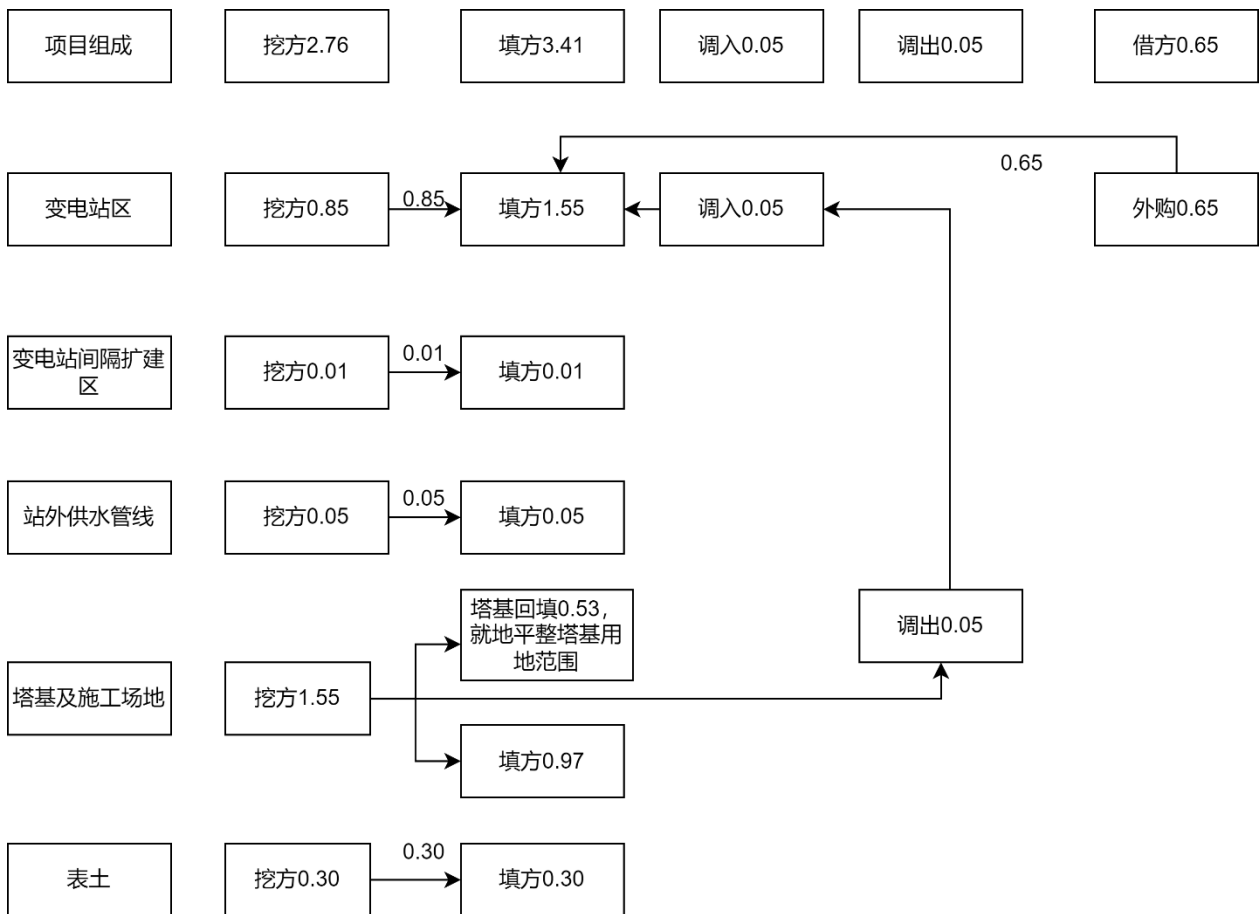 项目组成
挖方2.76
填方3.41
调入0.05
调出0.05
借方0.65
0.65
变电站区
挖方0.85
0.85
填方1.55
调入0.05
外购0.65
变电站间隔扩建
区
挖方0.01
0.01
填方0.01
站外供水管线
挖方0.05
0.05
填方0.05
塔基回填0.53，
就地平整塔基用
地范围
调出0.05
塔基及施工场地
挖方1.55
填方0.97
表土
挖方0.30
0.30
填方0.30